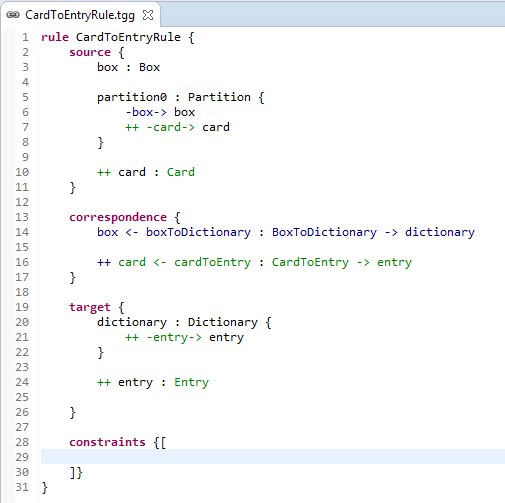 CardToEntryRule.tgg
1 rule CardToEntryRule {
2     source {
3         box : Box
4
5         partition0 : Partition {
6             -box-> box
7             ++ -card-> card
8         }
9
10         ++ card : Card
11     }
12
13     correspondence {
14         box <- boxToDictionary : BoxToDictionary -> dictionary
15
16         ++ card <- cardToEntry : CardToEntry -> entry
17     }
18
19     target {
20         dictionary : Dictionary {
21             ++ -entry-> entry
22         }
23
24         ++ entry : Entry
25
26     }
27
28     constraints {[
29
30     ]}
31 }